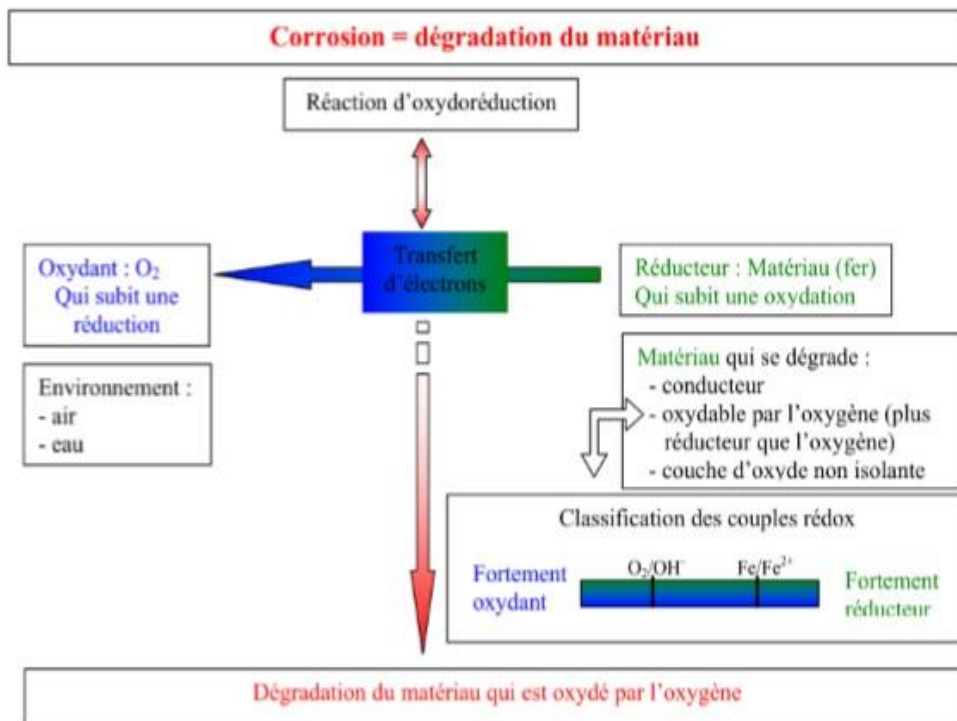 Corrosion = dégradation du matériau
Réaction d'oxydoréduction
Transfert
d'électrons
Oxydant : O₂
Qui subit une
réduction
Réducteur : Matériau (fer)
Qui subit une oxydation
Environnement :
- air
- eau
Matériau qui se dégrade :
- conducteur
- oxydable par l'oxygène (plus
réducteur que l'oxygène)
- couche d'oxyde non isolante
Classification des couples rédox
Fortement
oxydant
O₂/OH⁻
Fe/Fe²⁺
Fortement
réducteur
Dégradation du matériau qui est oxydé par l'oxygène